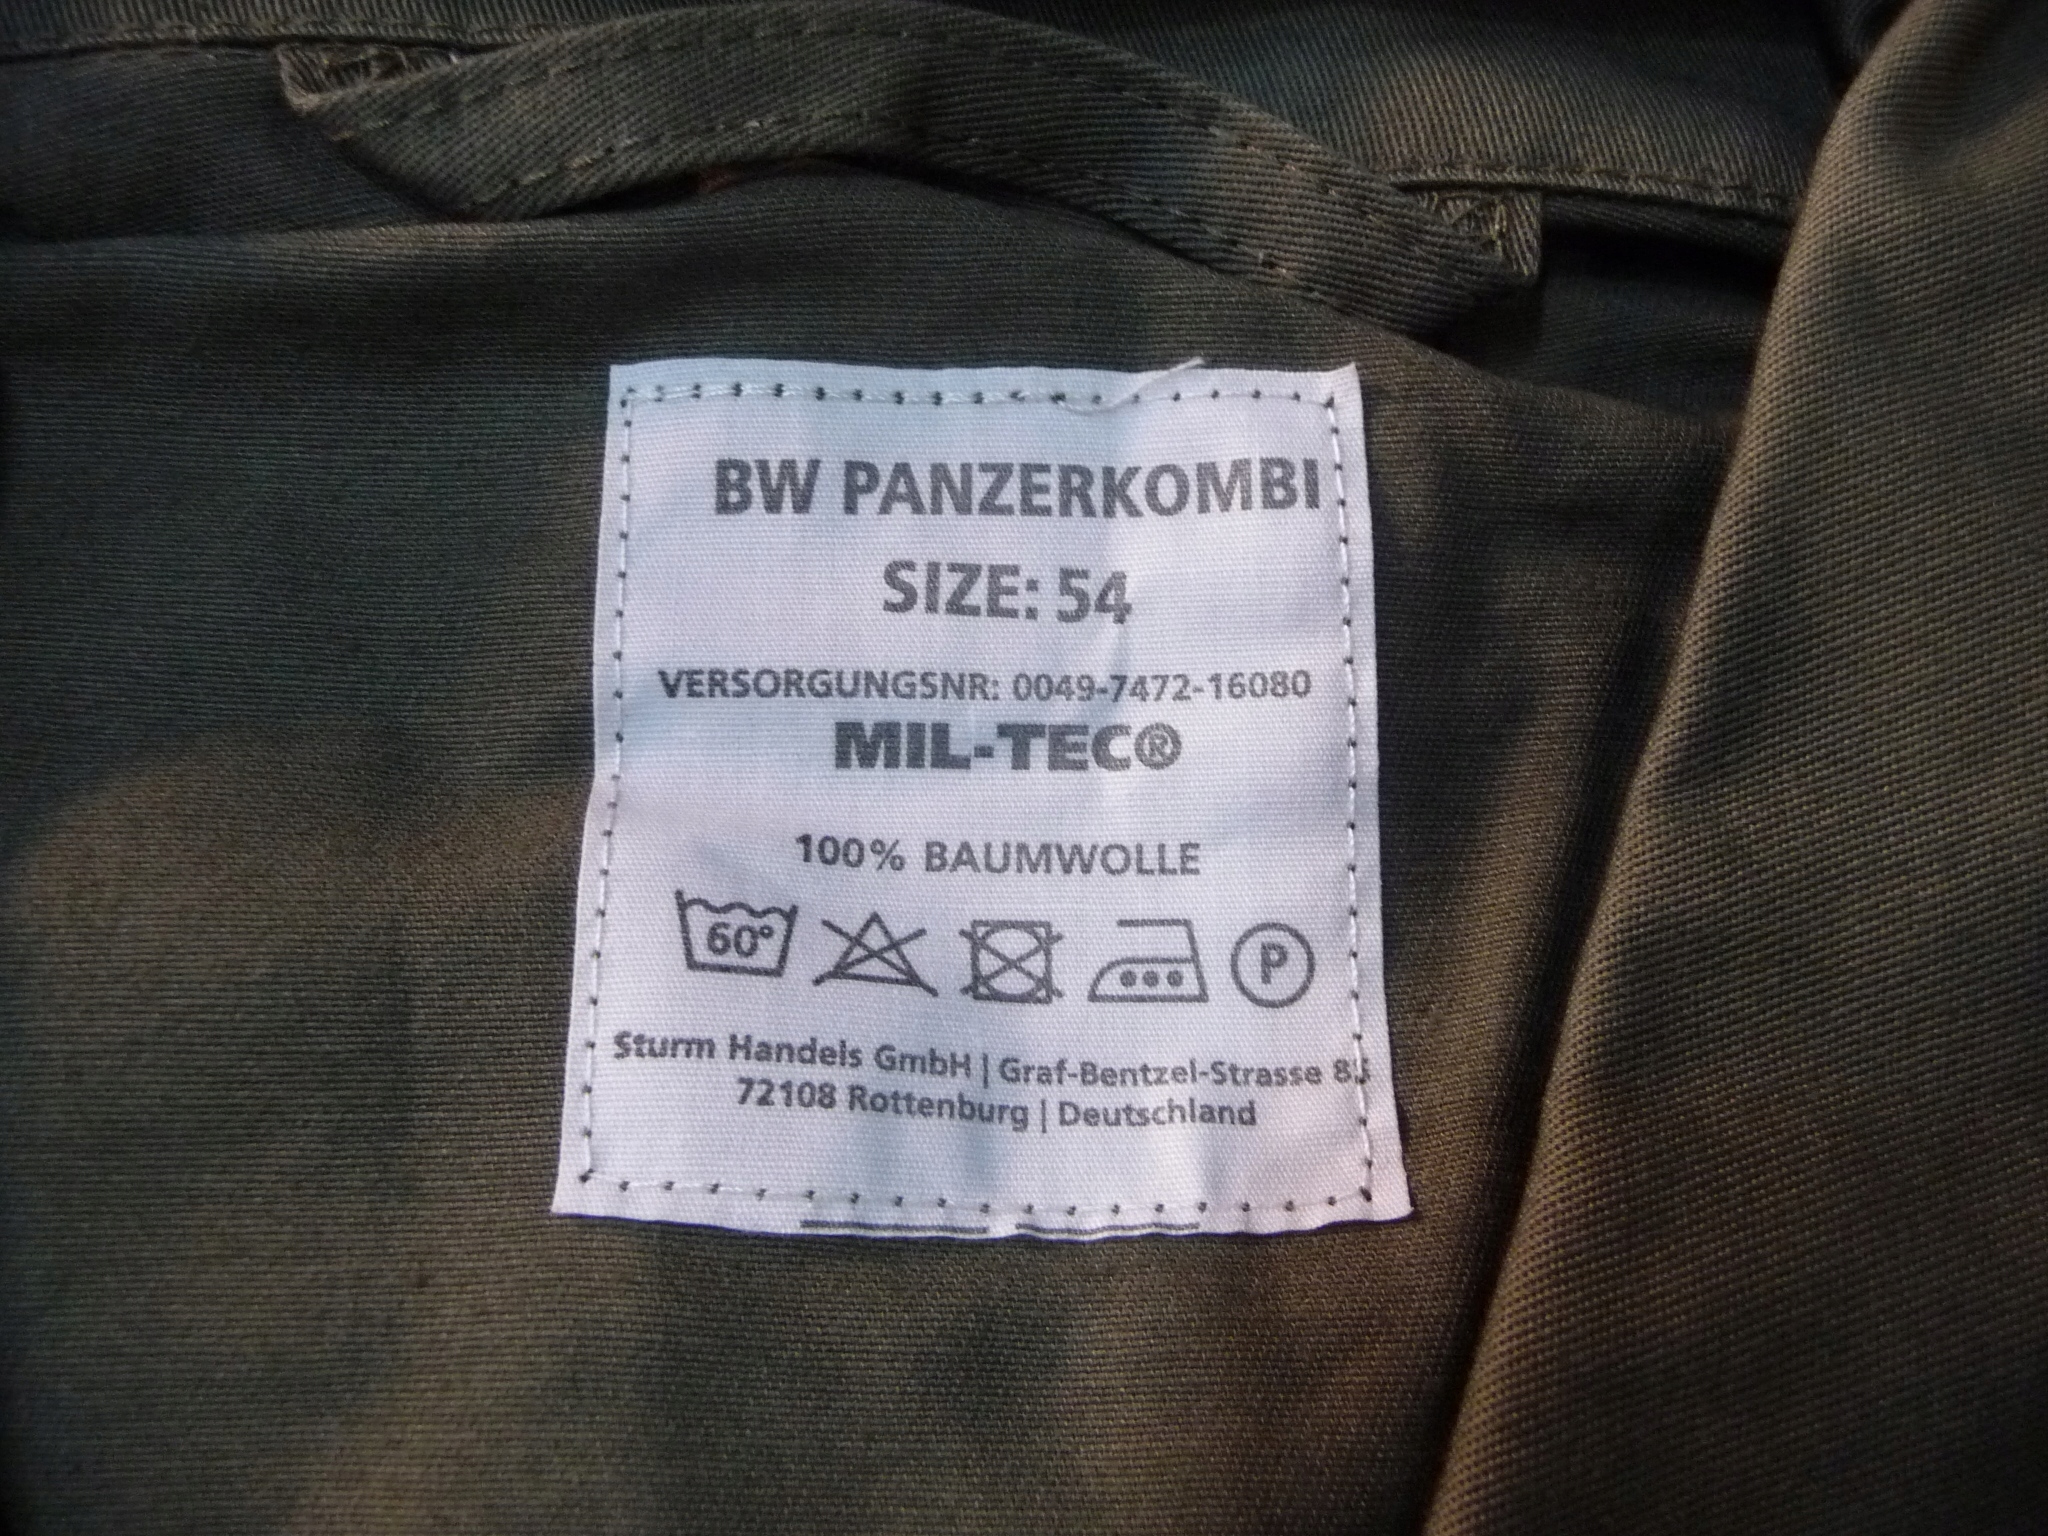 BW PANZERKOMBI
SIZE: 54
VERSORGUNGSNR: 0049-7472-16080
MIL-TEC®
100% BAUMWOLLE
60° P
Sturm Handels GmbH | Graf-Bentzel-Strasse 85
72108 Rottenburg | Deutschland